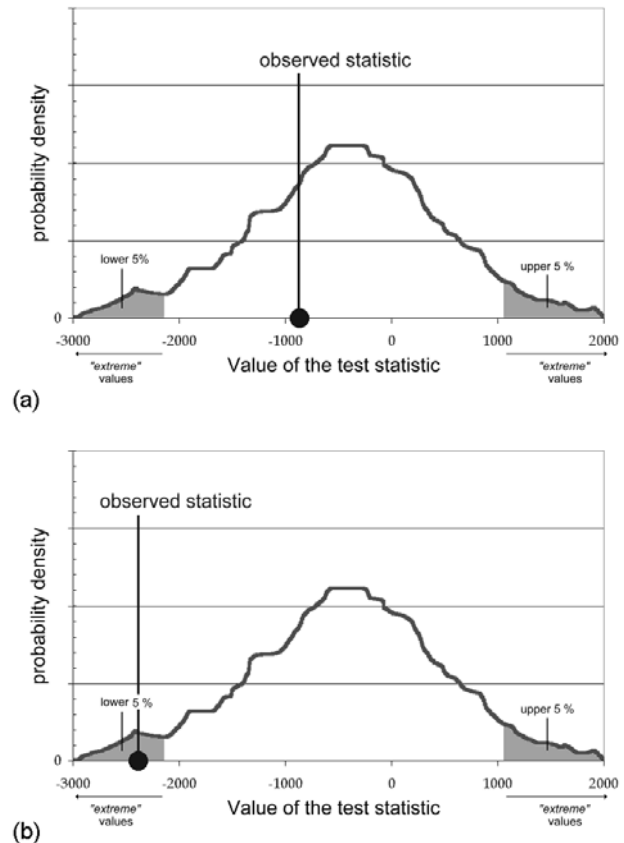 observed statistic
probability density
lower 5%
upper 5 %
0
-3000 -2000 -1000 0 1000 2000
"extreme" values
Value of the test statistic
"extreme" values
(a)
observed statistic
probability density
lower 5 %
upper 5 %
0
-3000 -2000 -1000 0 1000 2000
"extreme" values
Value of the test statistic
"extreme" values
(b)